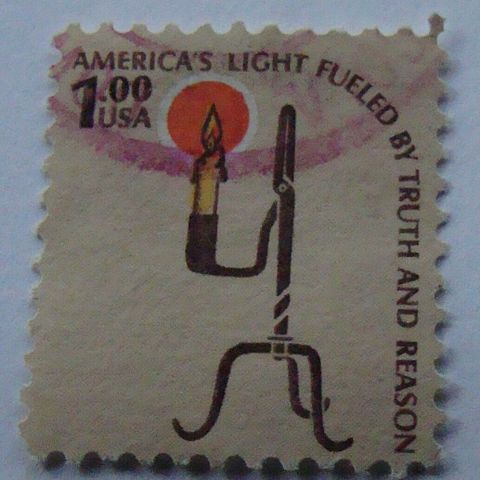 AMERICA'S LIGHT FUELED BY TRUTH AND REASON
1.00
USA